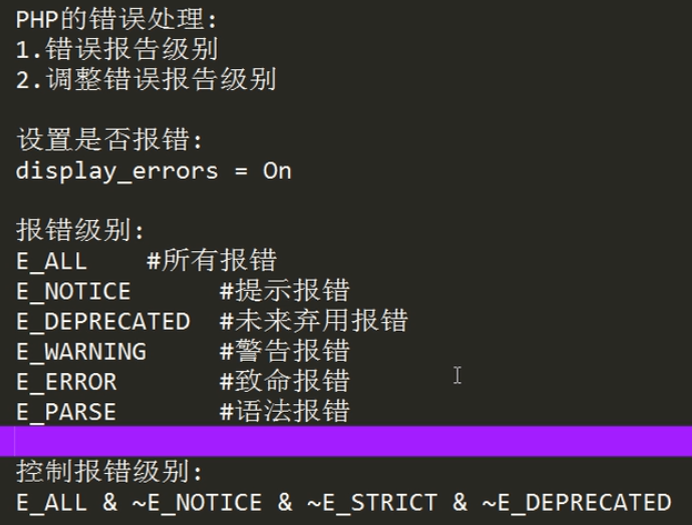 PHP的错误处理:
1.错误报告级别
2.调整错误报告级别
设置是否报错:
display_errors = On
报错级别:
E_ALL #所有报错
E_NOTICE #提示报错
E_DEPRECATED #未来弃用报错
E_WARNING #警告报错
E_ERROR #致命报错
E_PARSE #语法报错
控制报错级别:
E_ALL & ~E_NOTICE & ~E_STRICT & ~E_DEPRECATED